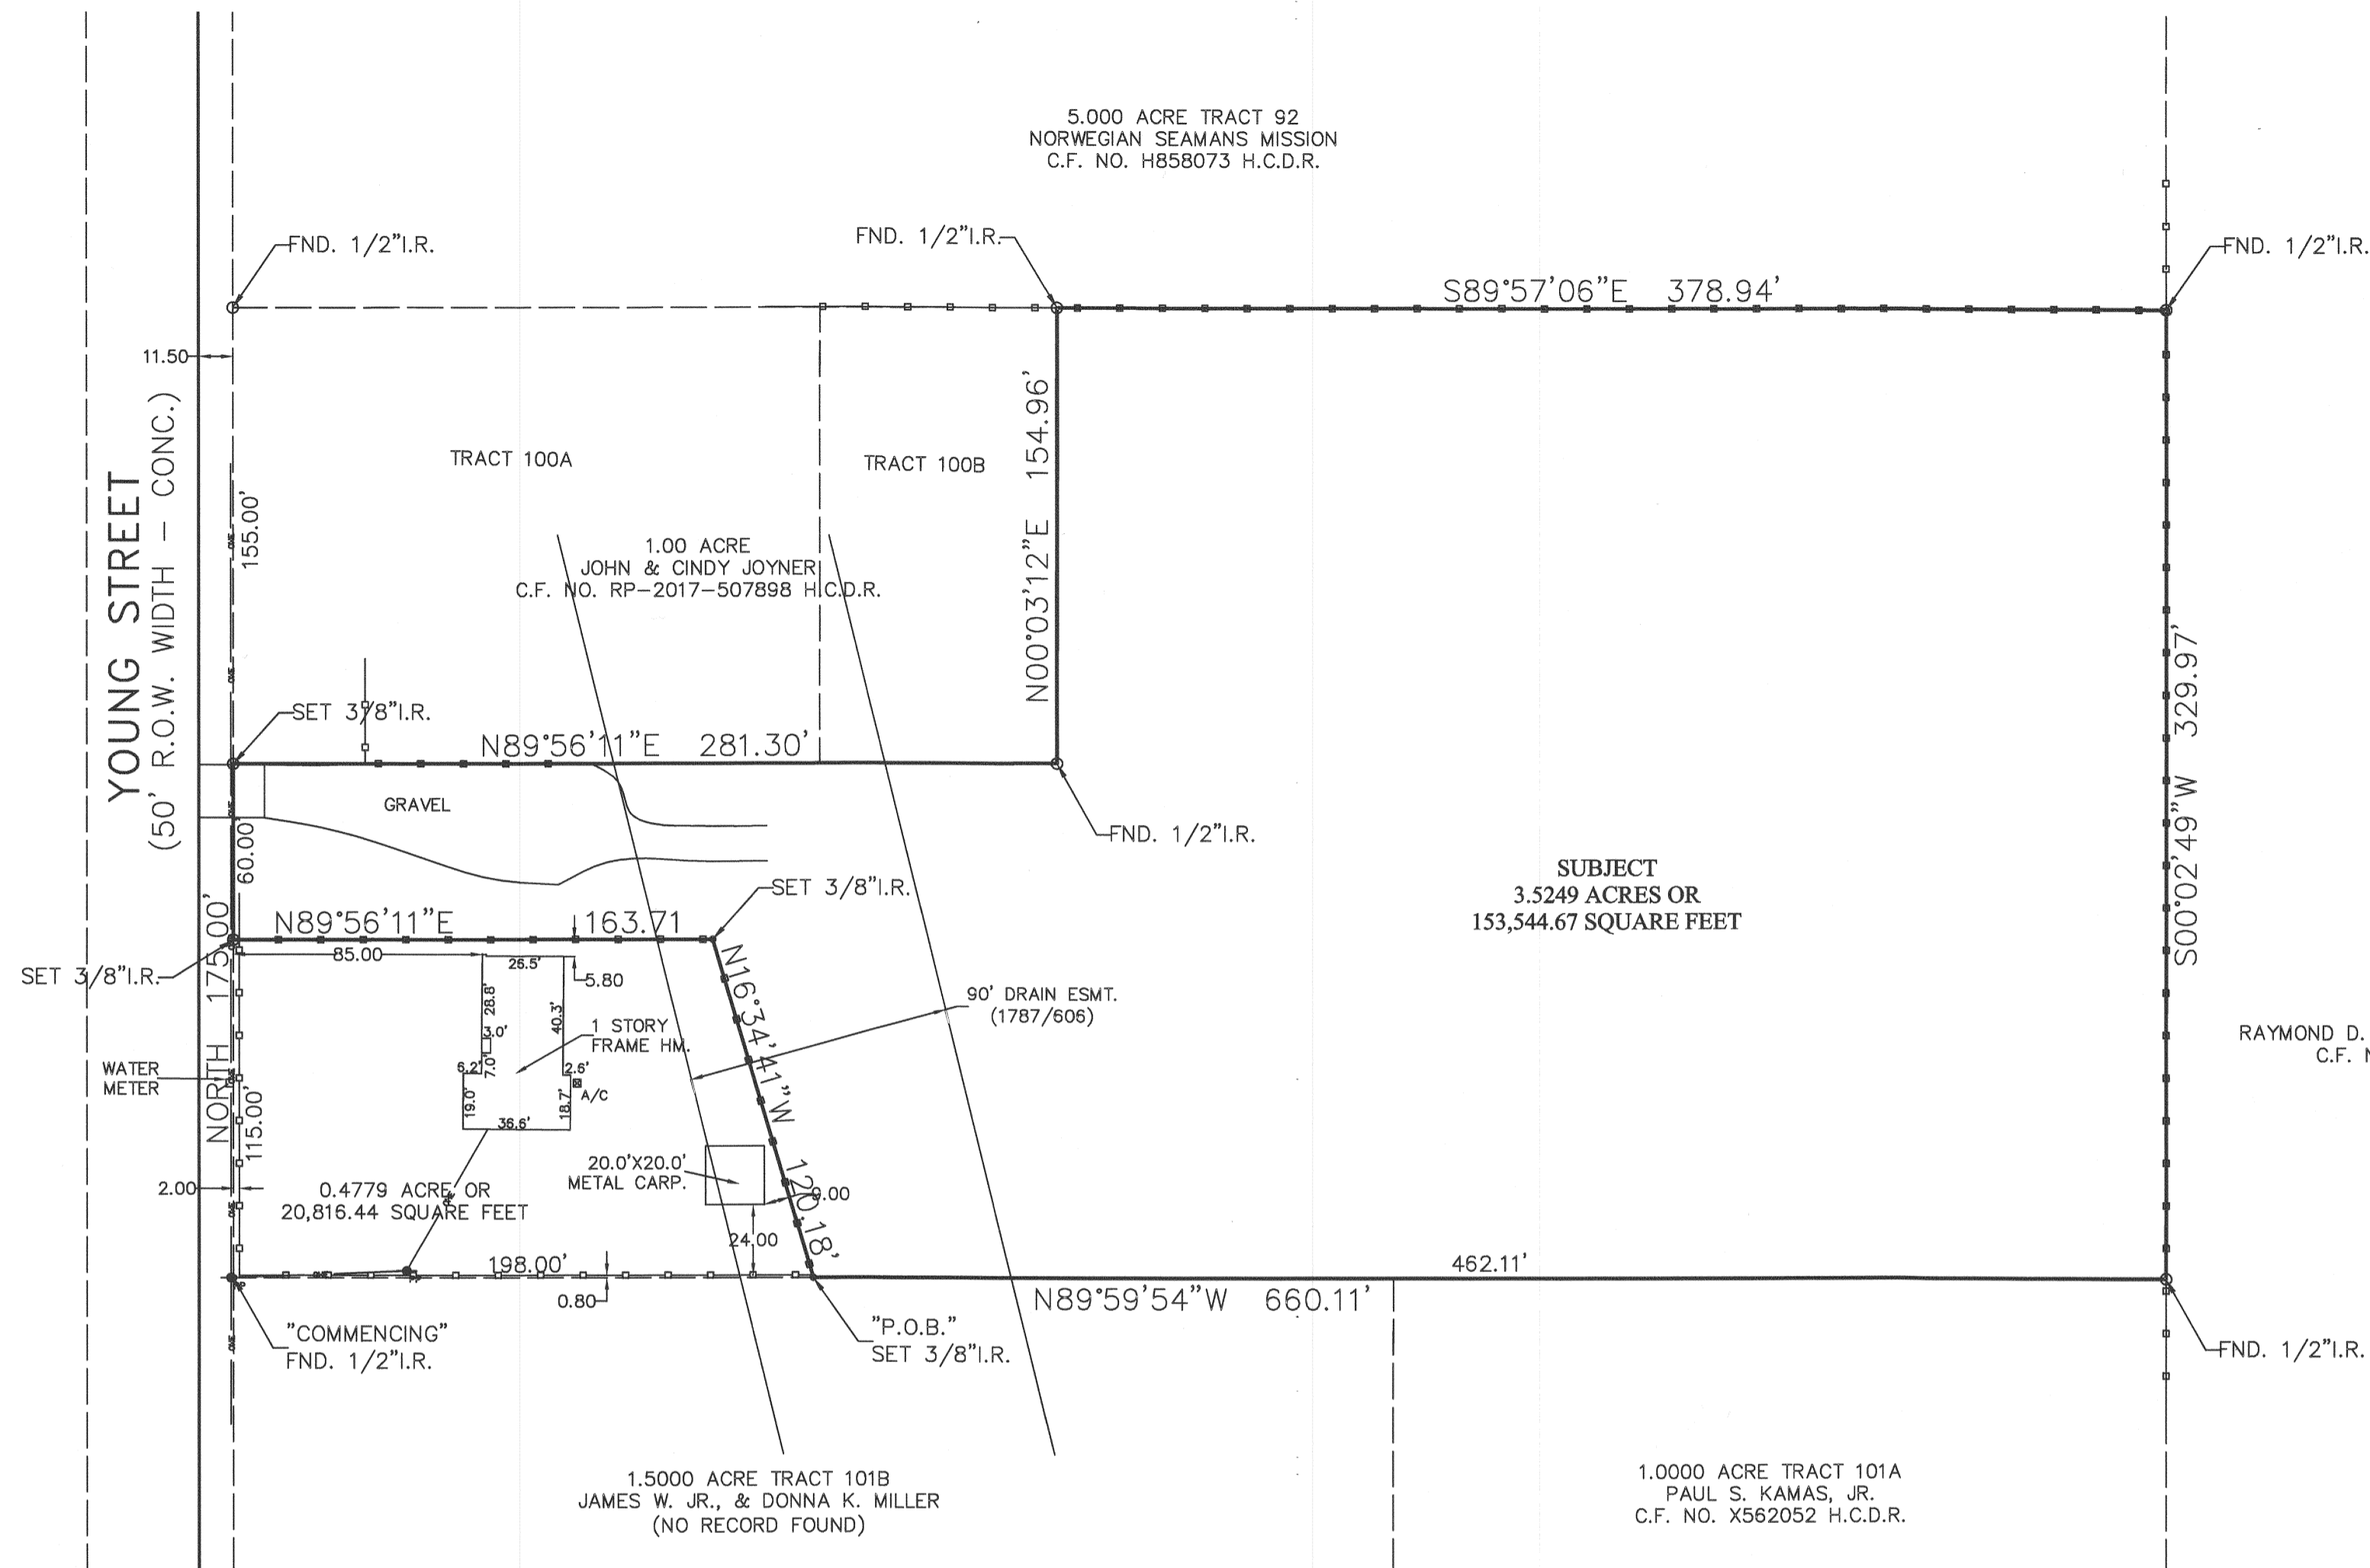 5.000 ACRE TRACT 92
NORWEGIAN SEAMANS MISSION
C.F. NO. H858073 H.C.D.R.
FND. 1/2"I.R.
FND. 1/2"I.R.
FND. 1/2"I.R.
S89°57'06"E 378.94'
11.50
YOUNG STREET
(50' R.O.W. WIDTH - CONC.)
155.00'
TRACT 100A
TRACT 100B
N00°03'12"E 154.96'
1.00 ACRE
JOHN & CINDY JOYNER
C.F. NO. RP-2017-507898 H.C.D.R.
SET 3/8"I.R.
N89°56'11"E 281.30'
GRAVEL
60.00'
FND. 1/2"I.R.
S00°02'49"W 329.97'
SUBJECT
3.5249 ACRES OR
153,544.67 SQUARE FEET
SET 3/8"I.R.
N89°56'11"E 163.71
SET 3/8"I.R.
NORTH 175.00'
85.00
26.5'
5.80
28.8'
40.3'
3.0'
7.0'
6.2'
2.6'
19.0'
18.7'
36.6'
1 STORY
FRAME HM.
A/C
N16°34'41"W 120.18'
90' DRAIN ESMT.
(1787/606)
RAYMOND D.
C.F.
WATER
METER
115.00'
2.00
20.0'X20.0'
METAL CARP.
9.00
24.00
0.4779 ACRE OR
20,816.44 SQUARE FEET
198.00'
0.80
462.11'
N89°59'54"W 660.11'
"COMMENCING"
FND. 1/2"I.R.
"P.O.B."
SET 3/8"I.R.
FND. 1/2"I.R.
1.5000 ACRE TRACT 101B
JAMES W. JR., & DONNA K. MILLER
(NO RECORD FOUND)
1.0000 ACRE TRACT 101A
PAUL S. KAMAS, JR.
C.F. NO. X562052 H.C.D.R.